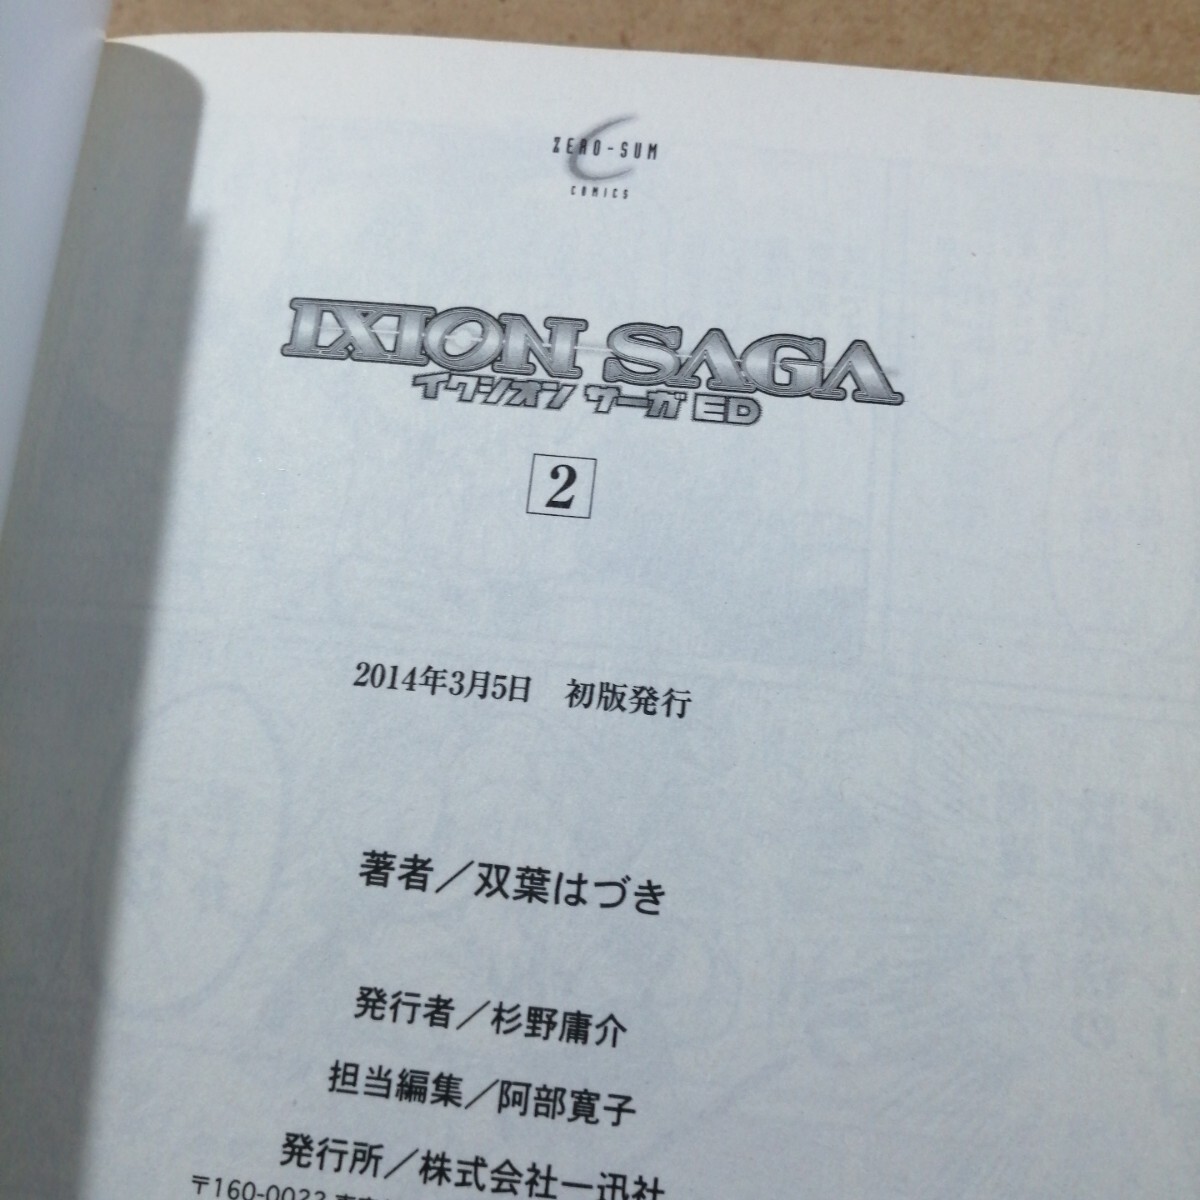 ZERO-SUM
COMICS
IXION SAGA
イクシオン サーガ ED
2
2014年3月5日 初版発行
著者／双葉はづき
発行者／杉野庸介
担当編集／阿部寛子
発行所／株式会社一迅社
〒160-0022